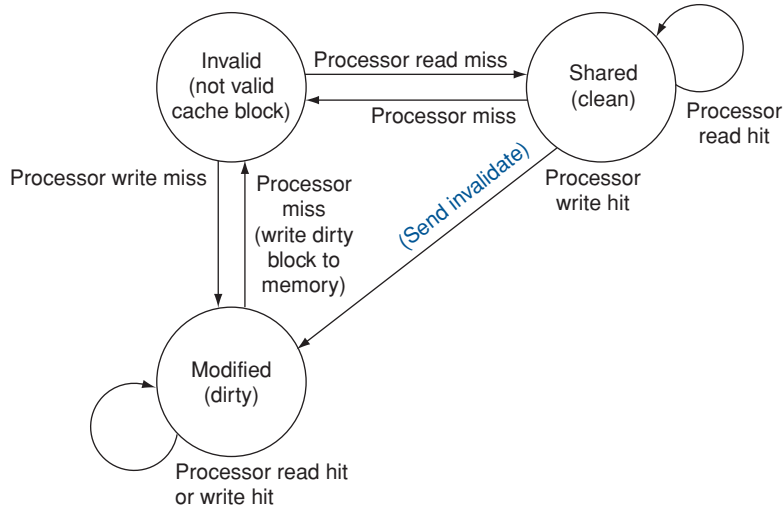 Invalid
(not valid
cache block)
Processor read miss
Processor miss
Shared
(clean)
Processor
read hit
Processor write miss
Processor
miss
(write dirty
block to
memory)
(Send invalidate)
Processor
write hit
Modified
(dirty)
Processor read hit
or write hit